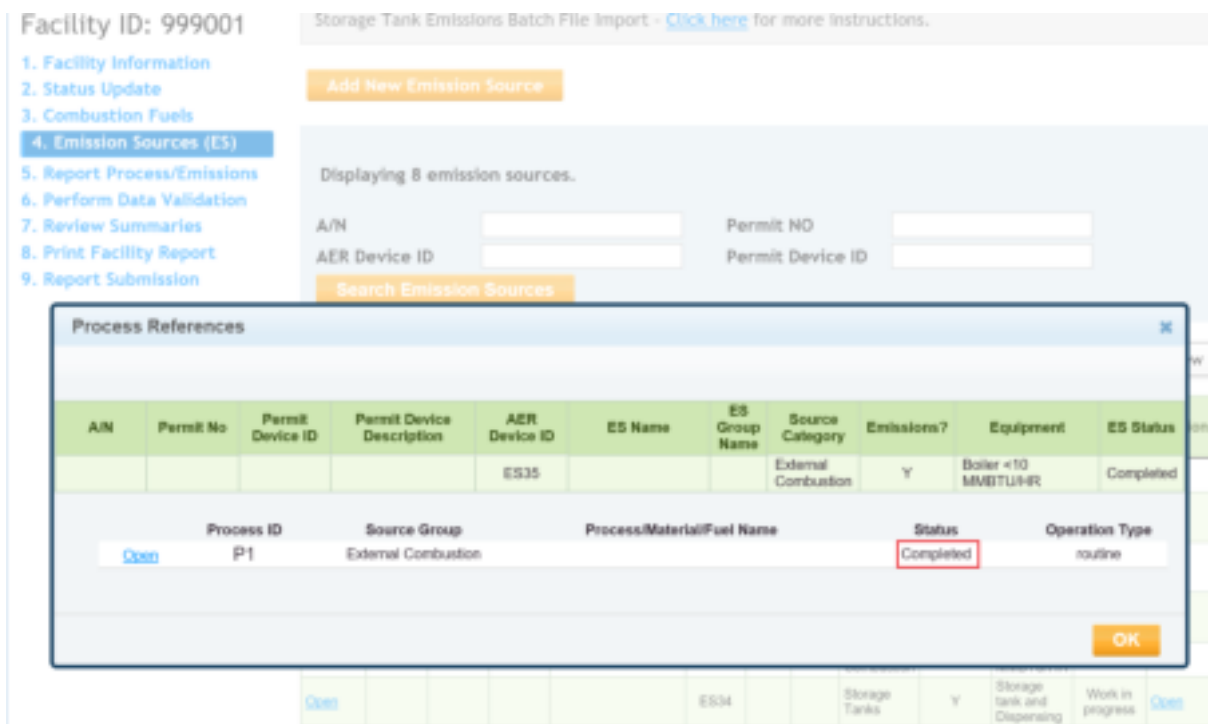 Facility ID: 999001
Storage Tank Emissions Batch File Import - Click here for more instructions.
1. Facility Information
2. Status Update
3. Combustion Fuels
4. Emission Sources (ES)
5. Report Process/Emissions
6. Perform Data Validation
7. Review Summaries
8. Print Facility Report
9. Report Submission
Add New Emission Source
Displaying 8 emission sources.
A/N Permit NO
AER Device ID Permit Device ID
Search Emission Sources
Process References
A/N Permit No Permit Device ID Permit Device Description AER Device ID ES Name ES Group Name Source Category Emissions? Equipment ES Status
ES35 External Combustion Y Boiler <10 MMBTU/HR Completed
Process ID Source Group Process/Material/Fuel Name Status Operation Type
Open P1 External Combustion Completed routine
OK
Open ES34 Storage Tanks Y Storage tank and Dispensing Work in progress Open